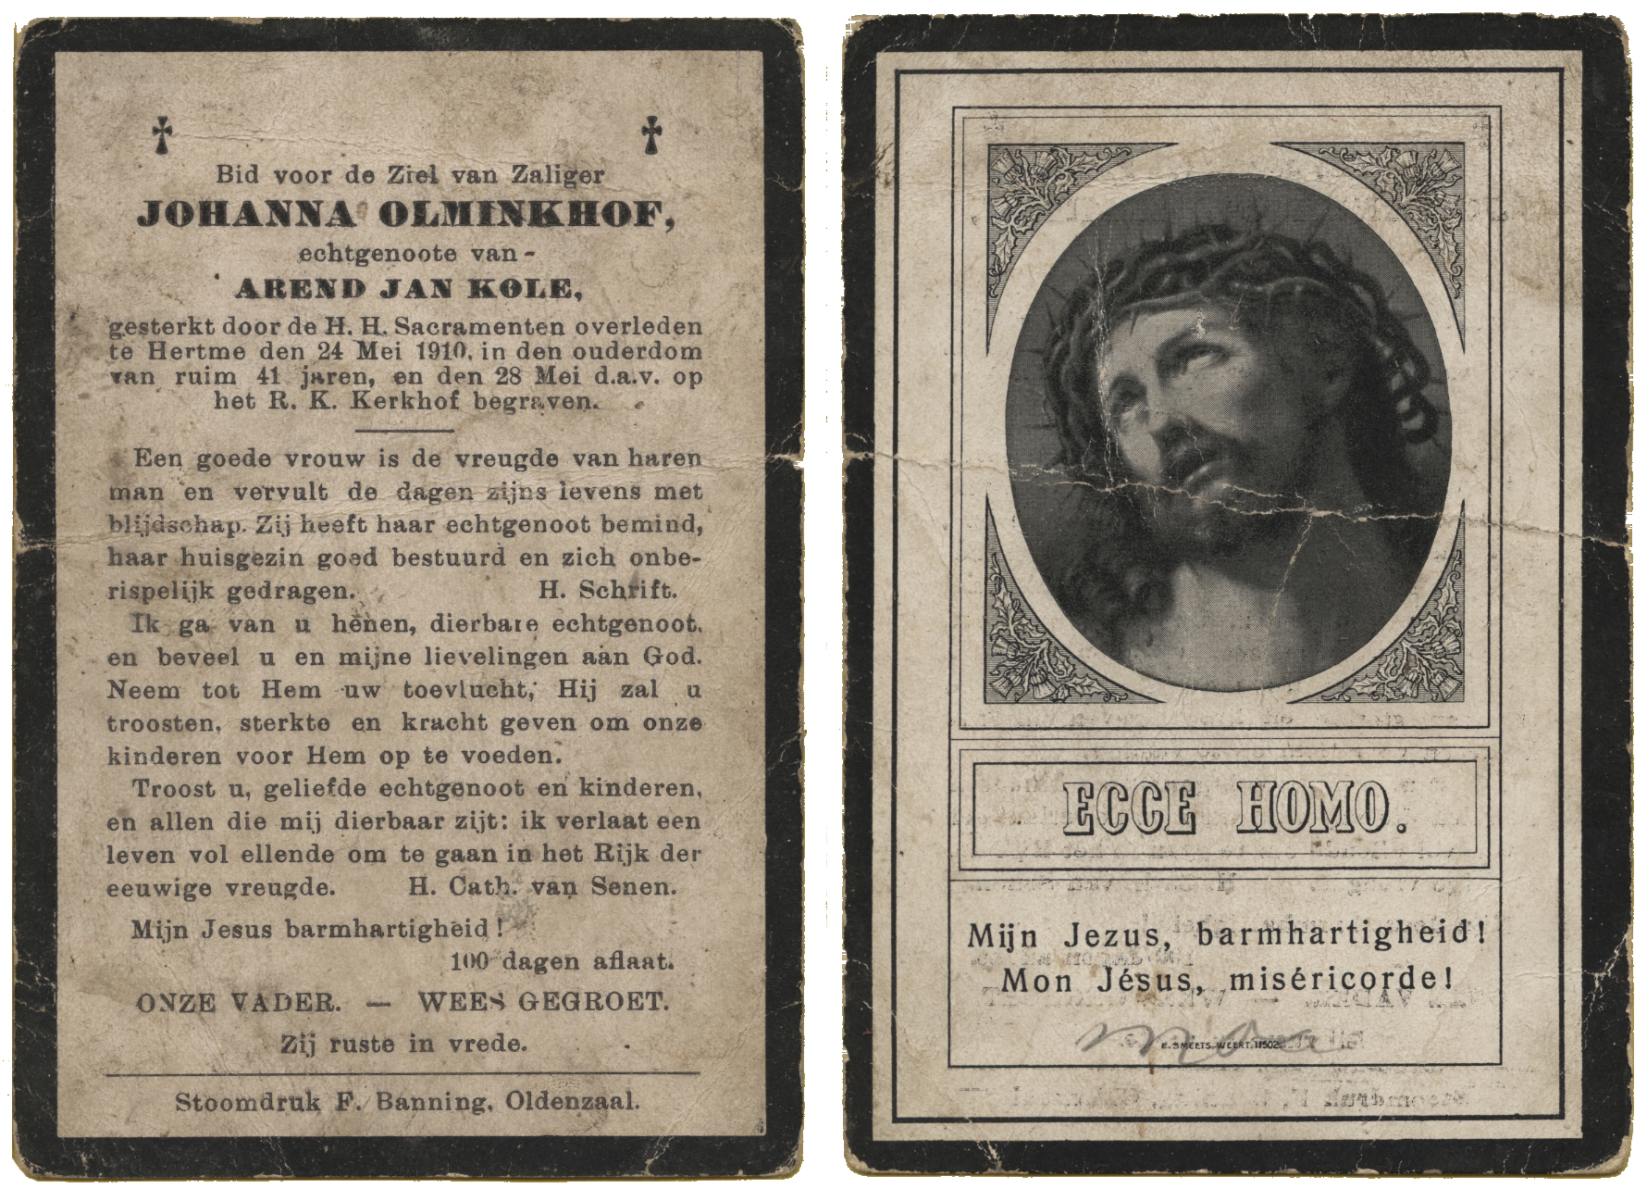 Bid voor de Ziel van Zaliger
JOHANNA OLMINKHOF,
echtgenoote van
AREND JAN KOLE,
gesterkt door de H. H. Sacramenten overleden
te Hertme den 24 Mei 1910, in den ouderdom
van ruim 41 jaren, en den 28 Mei d.a.v. op
het R. K. Kerkhof begraven.
Een goede vrouw is de vreugde van haren
man en vervult de dagen zijns levens met
blijdschap. Zij heeft haar echtgenoot bemind,
haar huisgezin goed bestuurd en zich onbe-
rispelijk gedragen. H. Schrift.
Ik ga van u henen, dierbare echtgenoot,
en beveel u en mijne lievelingen aan God.
Neem tot Hem uw toevlucht, Hij zal u
troosten, sterkte en kracht geven om onze
kinderen voor Hem op te voeden.
Troost u, geliefde echtgenoot en kinderen,
en allen die mij dierbaar zijt: ik verlaat een
leven vol ellende om te gaan in het Rijk der
eeuwige vreugde. H. Cath. van Senen.
Mijn Jesus barmhartigheid!
100 dagen aflaat.
ONZE VADER. — WEES GEGROET.
Zij ruste in vrede.
Stoomdruk F. Banning, Oldenzaal.
ECCE HOMO.
Mijn Jezus, barmhartigheid!
Mon Jésus, miséricorde!
SMEETS. WEERT. 11502